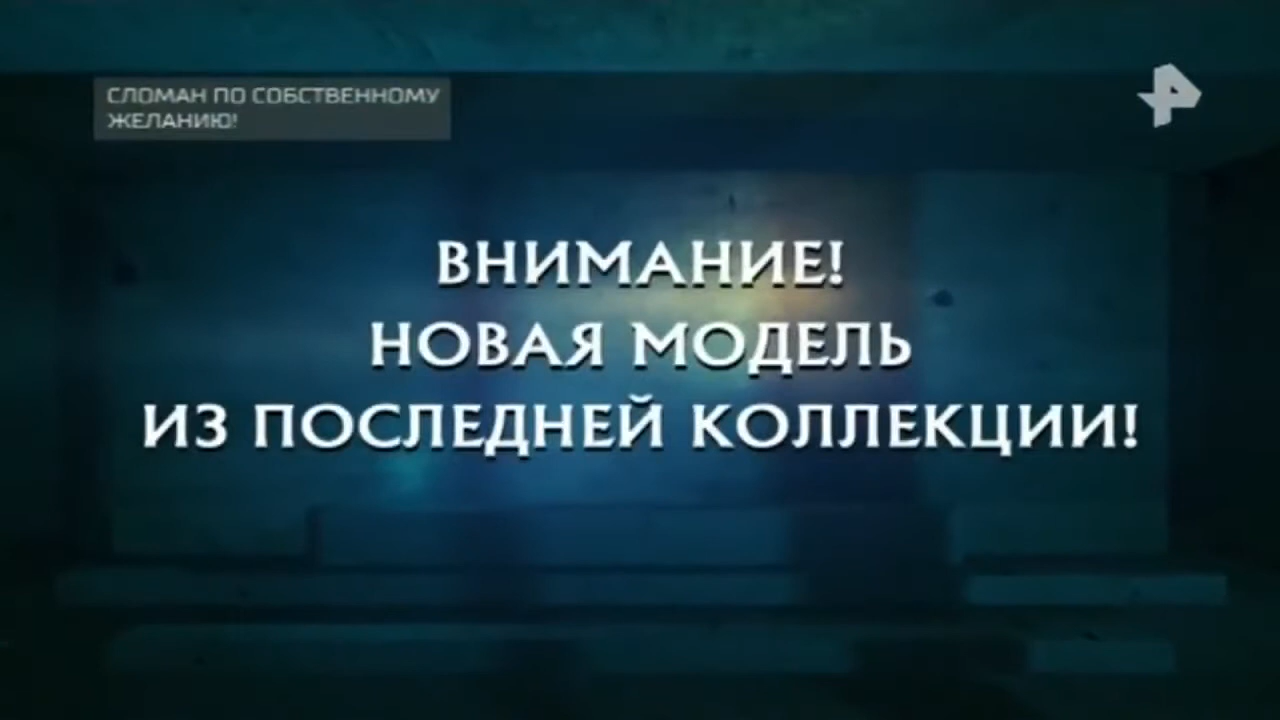 СЛОМАН ПО СОБСТВЕННОМУ
ЖЕЛАНИЮ!
ВНИМАНИЕ!
НОВАЯ МОДЕЛЬ
ИЗ ПОСЛЕДНЕЙ КОЛЛЕКЦИИ!